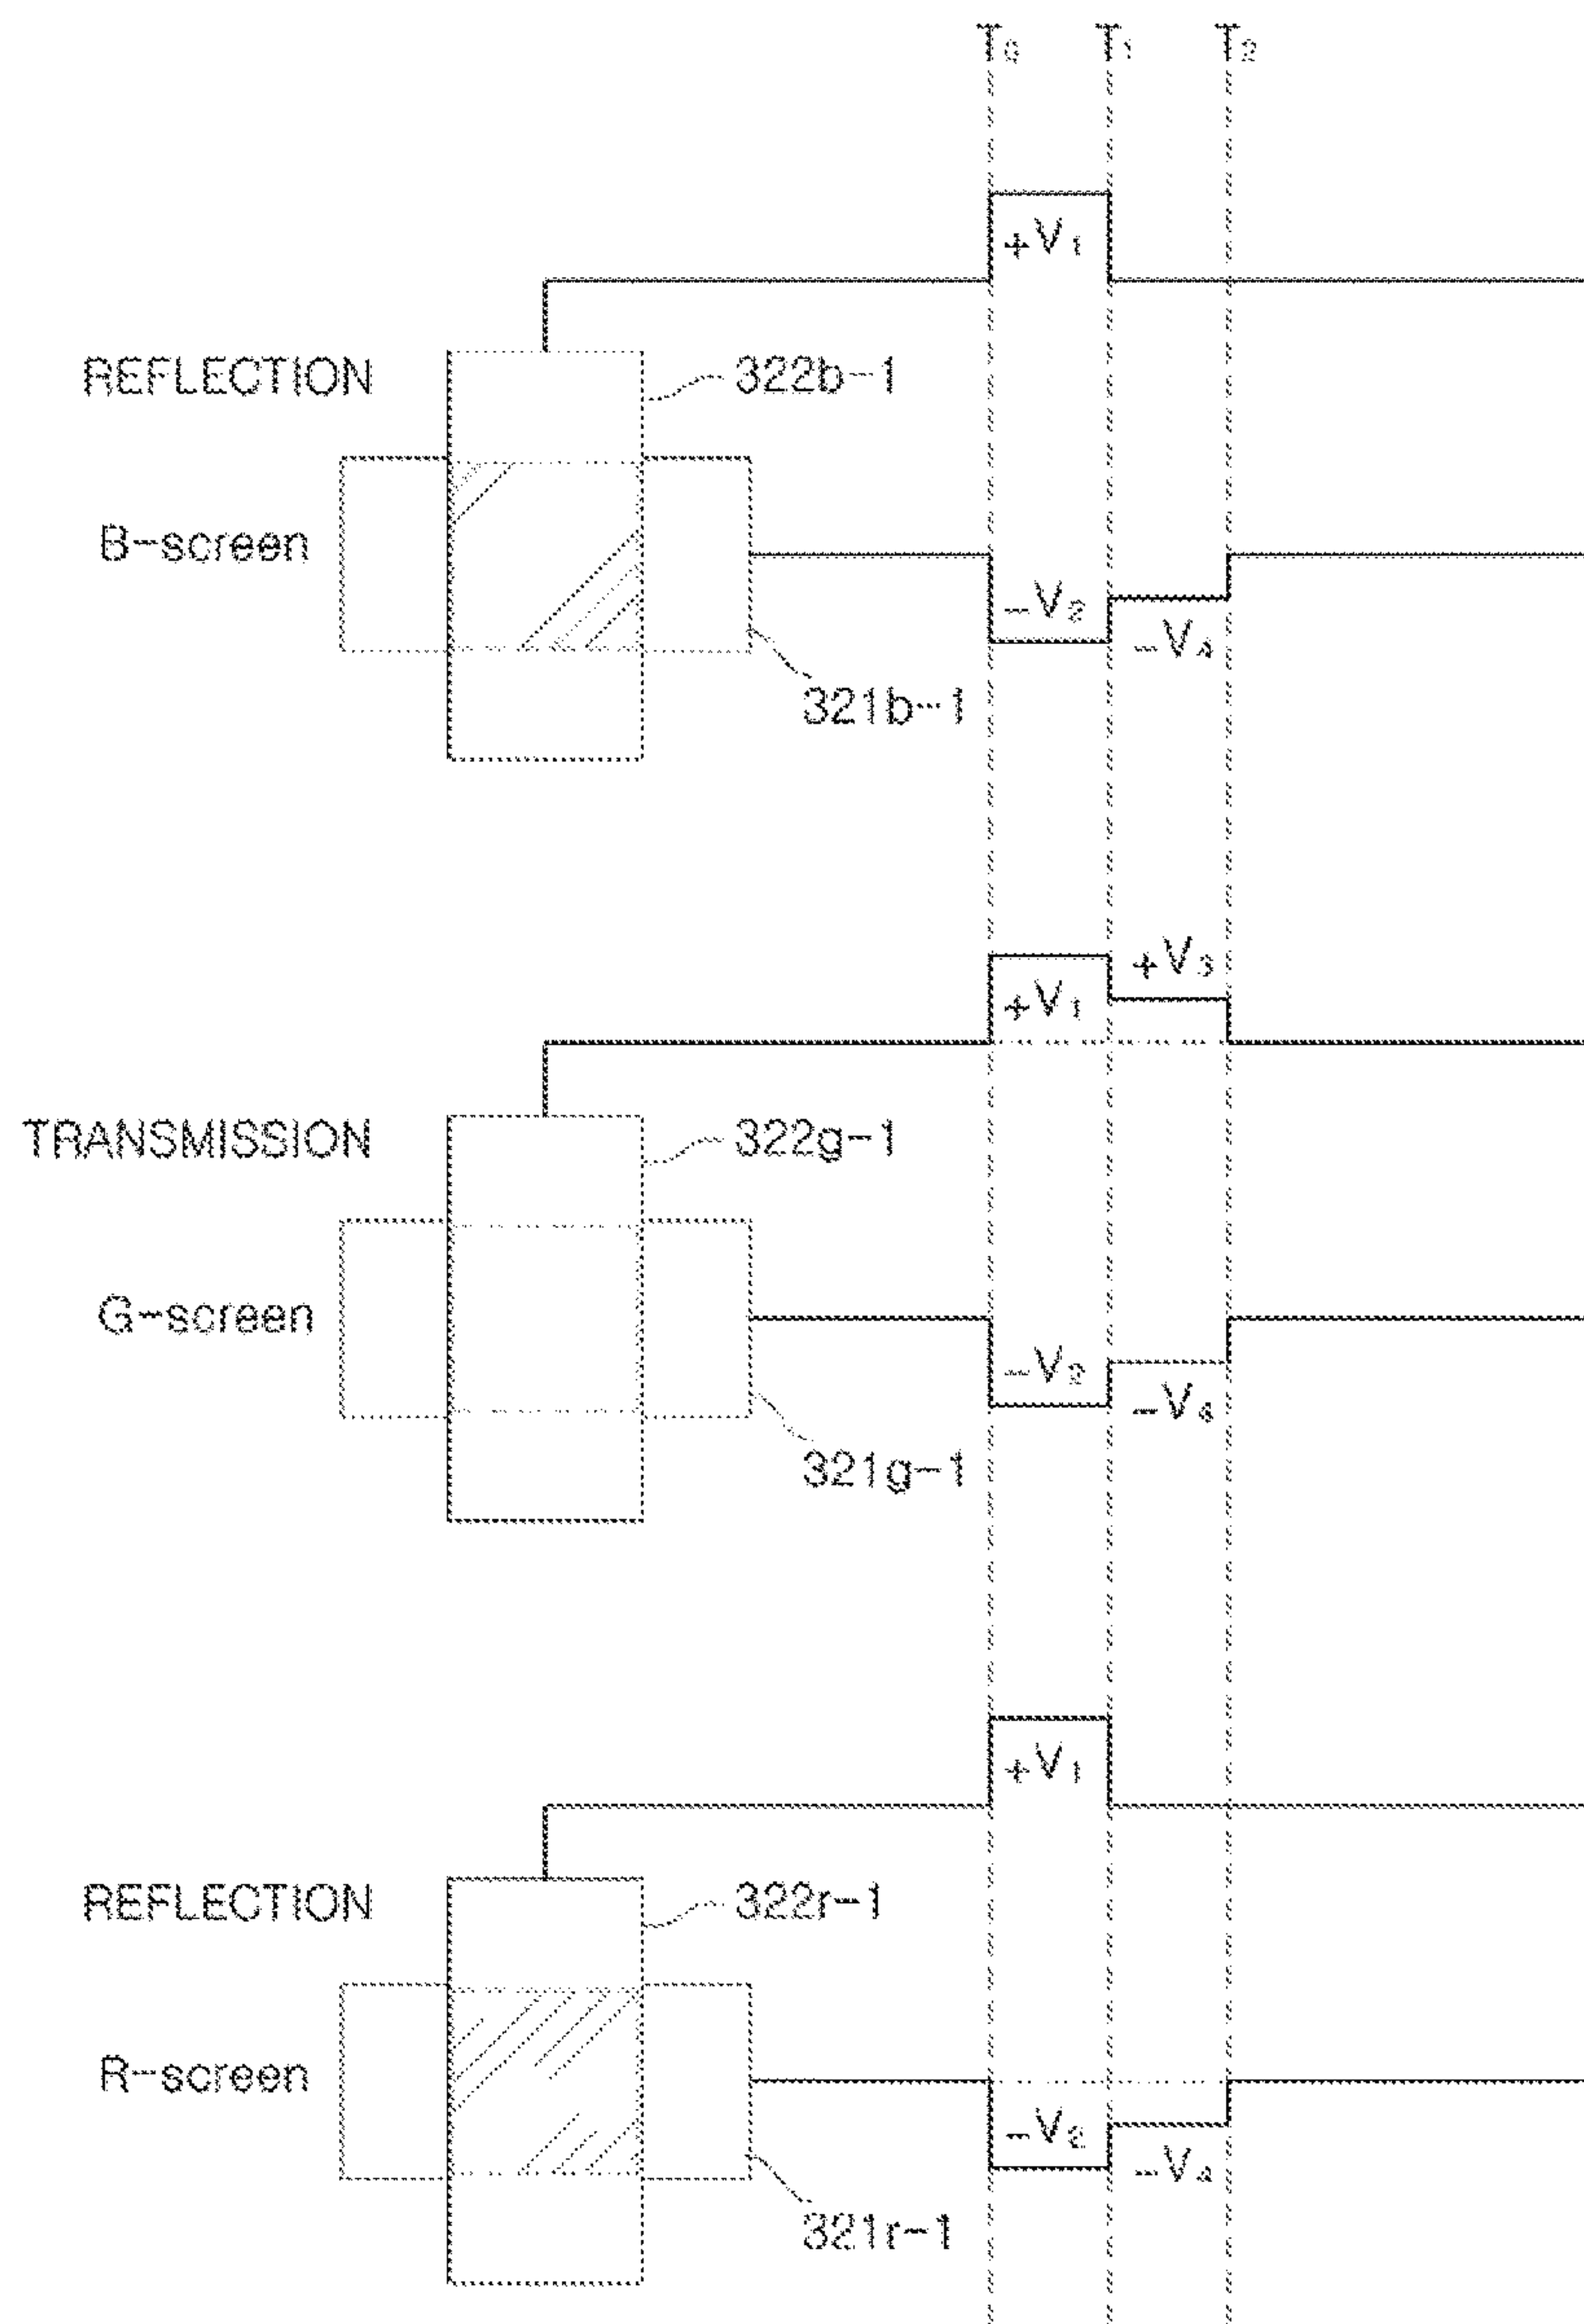 T₀ T₁ T₂
+V₁
REFLECTION 322b-1
B-screen
-V₂
-V₄
321b-1
+V₃
+V₁
TRANSMISSION 322g-1
G-screen
-V₂
-V₄
321g-1
+V₁
REFLECTION 322r-1
R-screen
-V₂
-V₄
321r-1